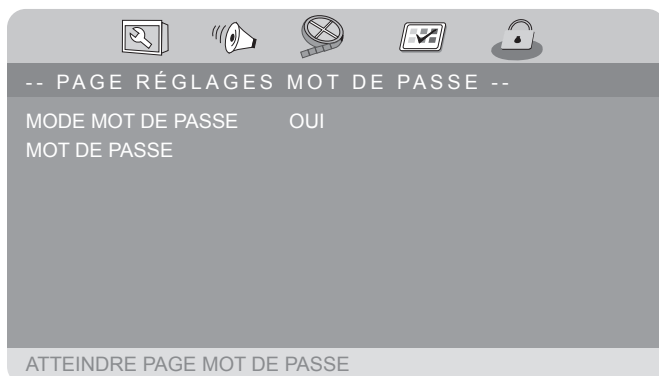 -- PAGE RÉGLAGES MOT DE PASSE --
MODE MOT DE PASSE OUI
MOT DE PASSE
ATTEINDRE PAGE MOT DE PASSE